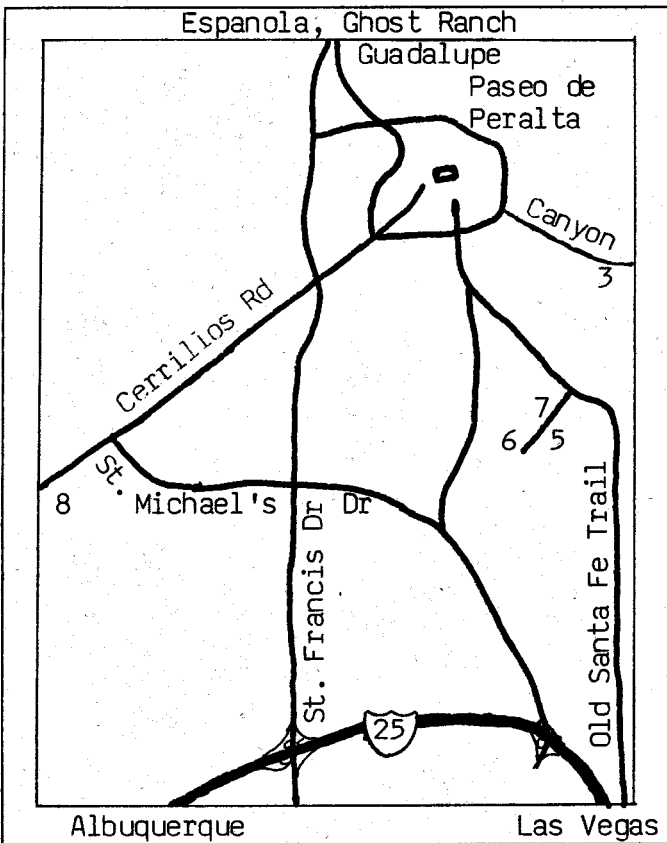 Espanola, Ghost Ranch
Guadalupe
Paseo de
Peralta
Canyon
3
Cerrillos Rd
7
6 5
St. Michael's Dr
8
St. Francis Dr
Old Santa Fe Trail
25
Albuquerque
Las Vegas